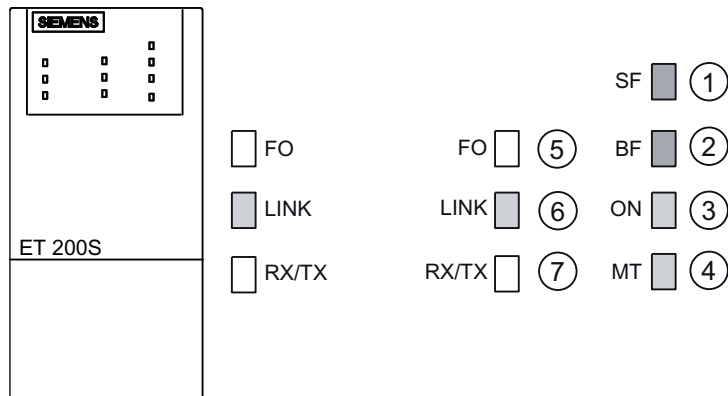 SIEMENS
SF 1
FO FO 5 BF 2
LINK LINK 6 ON 3
ET 200S
RX/TX RX/TX 7 MT 4